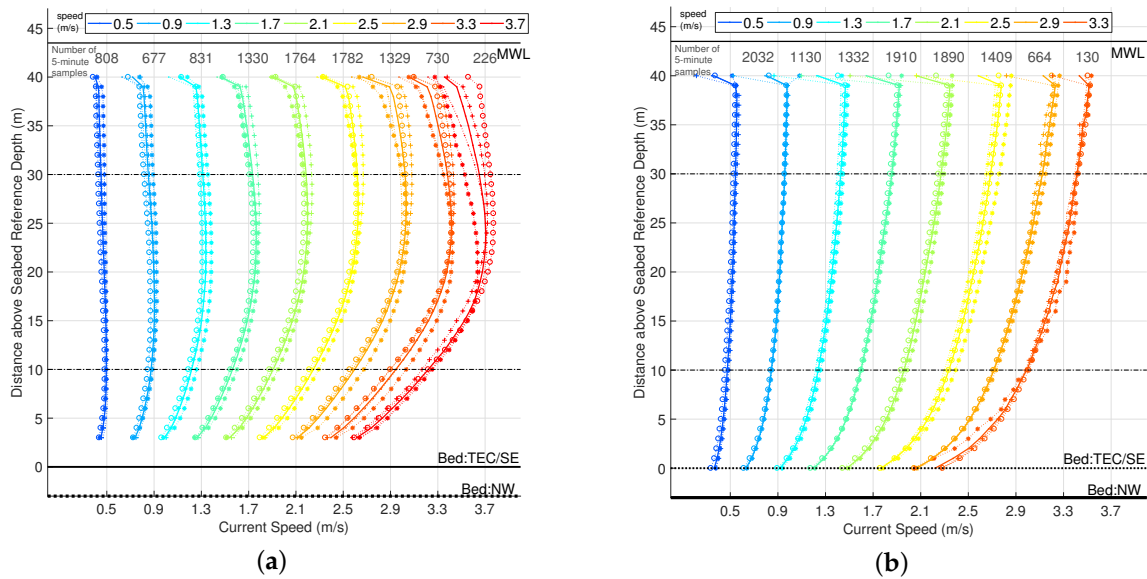 speed
(m/s)
0.5 0.9 1.3 1.7 2.1 2.5 2.9 3.3 3.7
Number of
5-minute
samples
808 677 831 1330 1764 1782 1329 730 226
MWL
40
35
30
25
20
15
10
5
0
Distance above Seabed Reference Depth (m)
Bed:TEC/SE
Bed:NW
0.5 0.9 1.3 1.7 2.1 2.5 2.9 3.3 3.7
Current Speed (m/s)
(a)
speed
(m/s)
0.5 0.9 1.3 1.7 2.1 2.5 2.9 3.3
Number of
5-minute
samples
2032 1130 1332 1910 1890 1409 664 130
MWL
40
35
30
25
20
15
10
5
0
Distance above Seabed Reference Depth (m)
Bed:TEC/SE
Bed:NW
0.5 0.9 1.3 1.7 2.1 2.5 2.9 3.3 3.7
Current Speed (m/s)
(b)